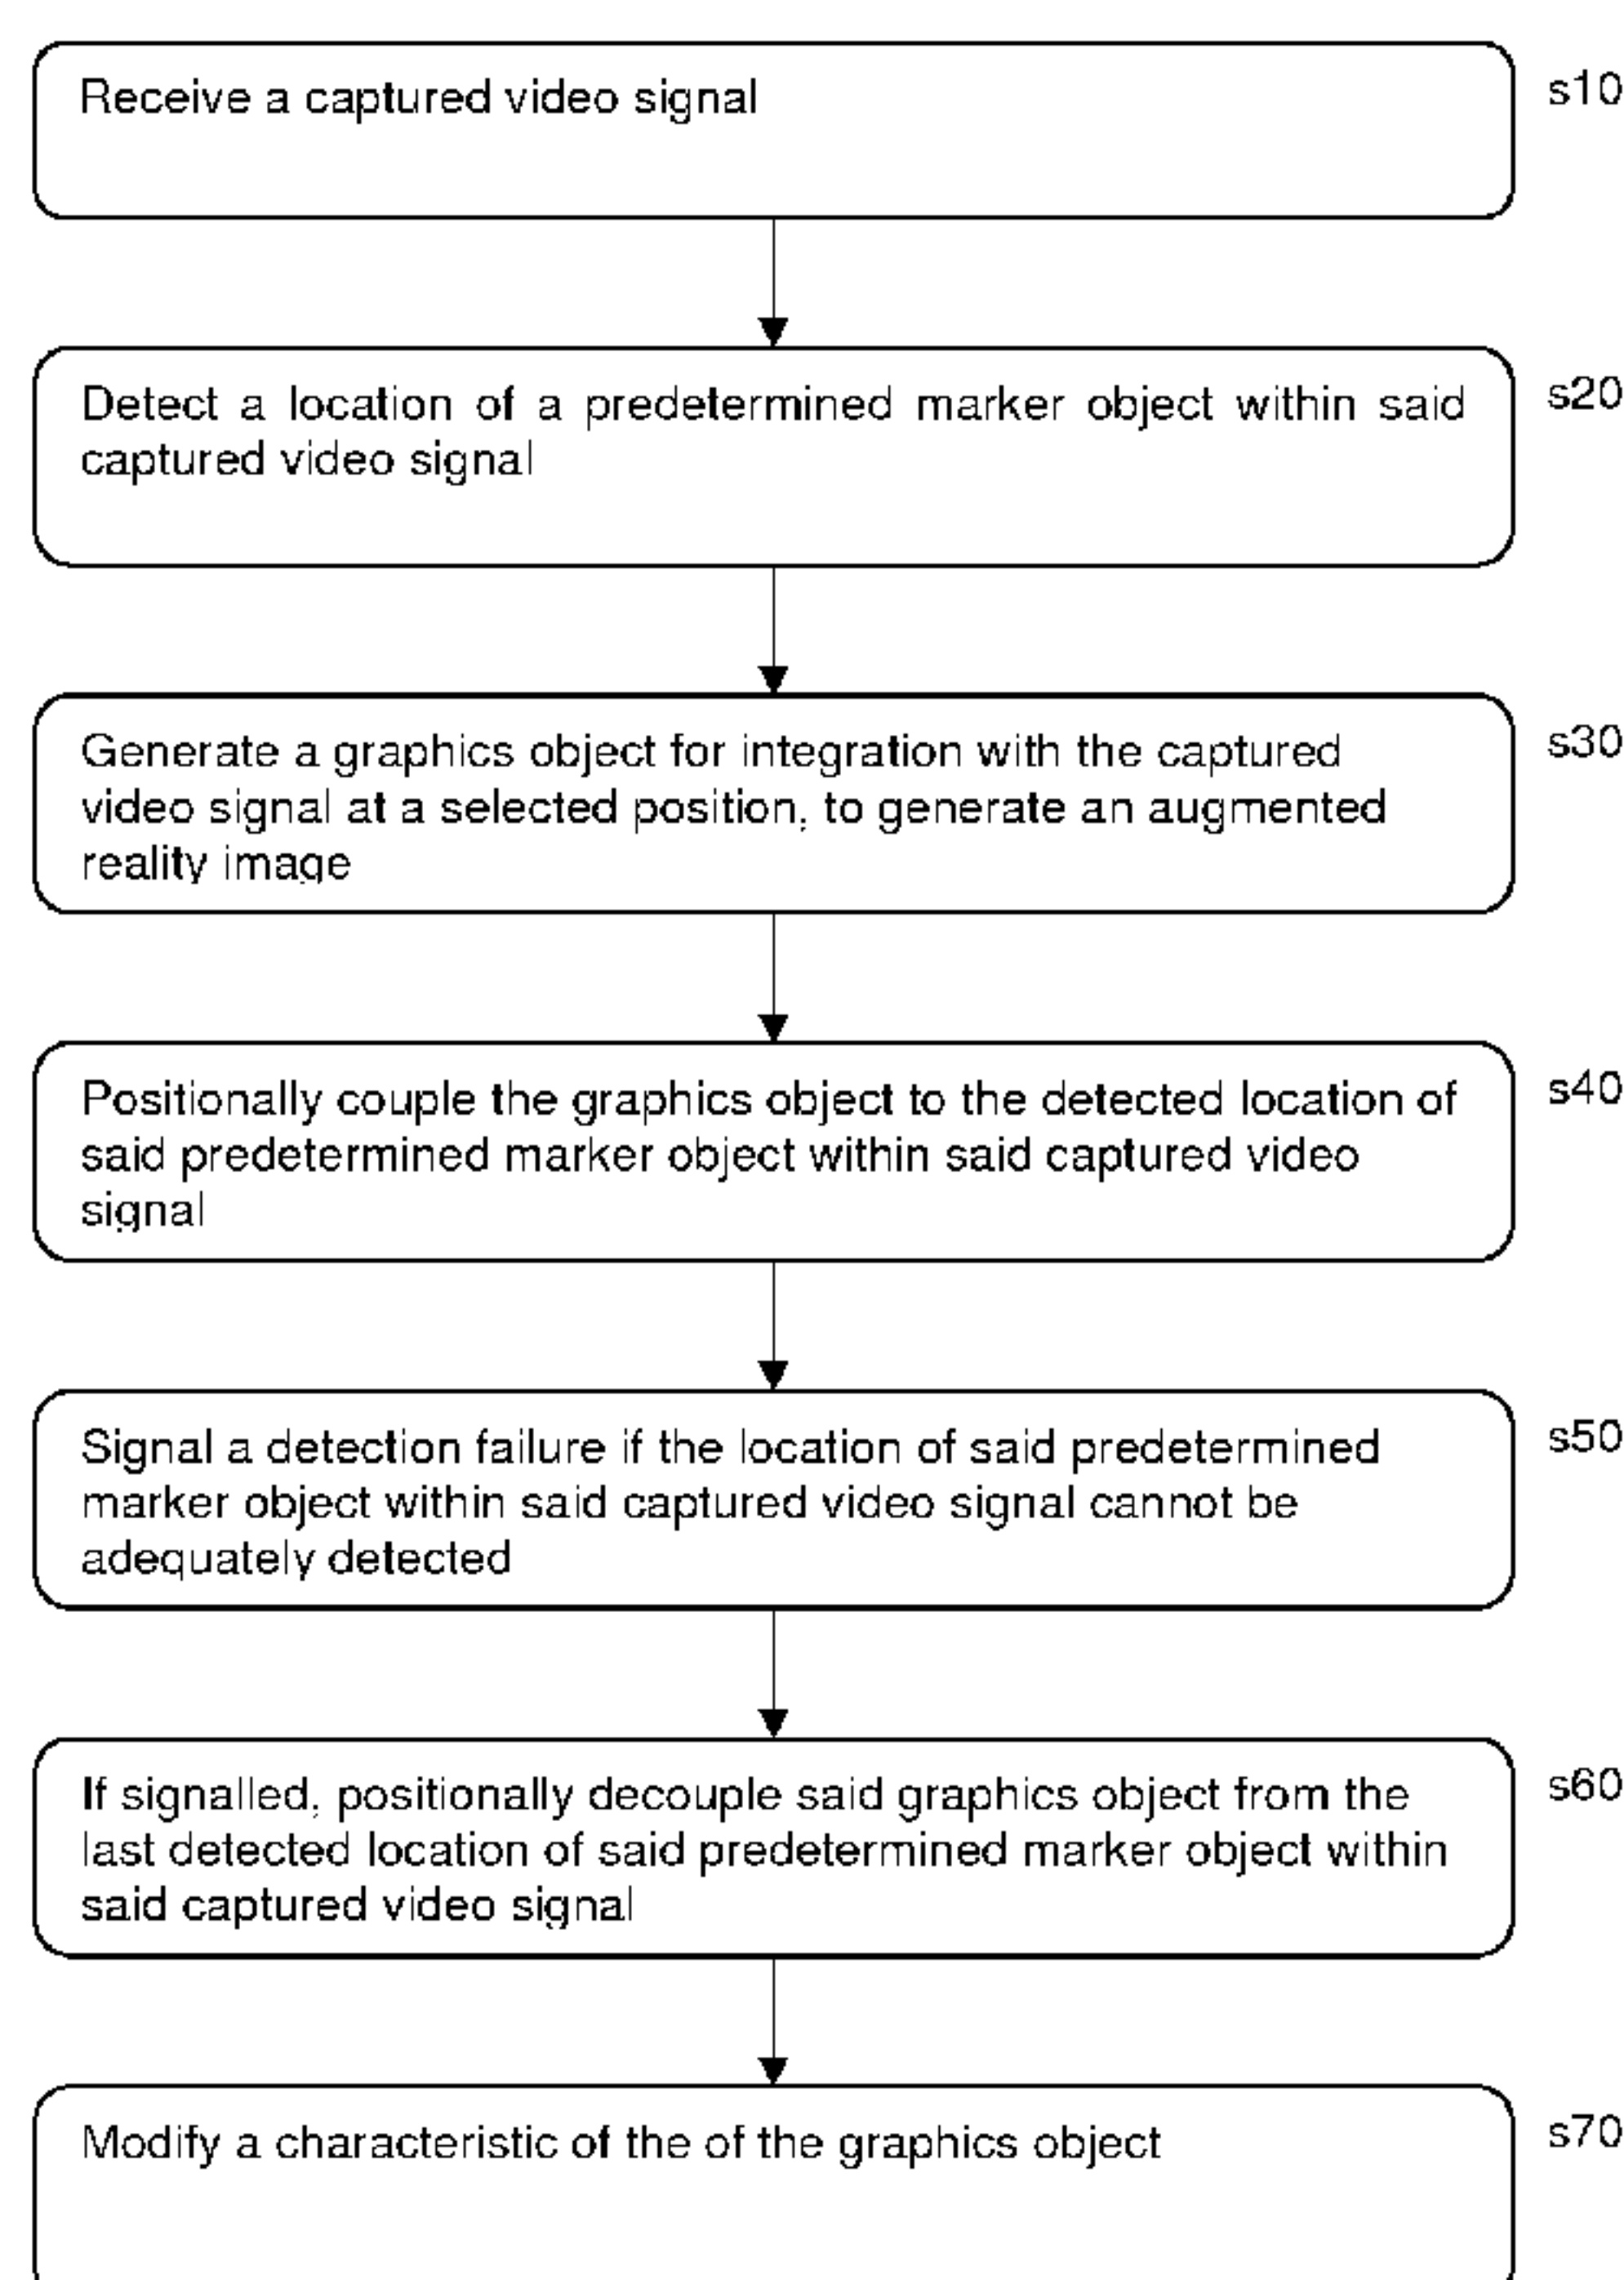 Receive a captured video signal
s10
Detect a location of a predetermined marker object within said
captured video signal
s20
Generate a graphics object for integration with the captured
video signal at a selected position, to generate an augmented
reality image
s30
Positionally couple the graphics object to the detected location of
said predetermined marker object within said captured video
signal
s40
Signal a detection failure if the location of said predetermined
marker object within said captured video signal cannot be
adequately detected
s50
If signalled, positionally decouple said graphics object from the
last detected location of said predetermined marker object within
said captured video signal
s60
Modify a characteristic of the of the graphics object
s70